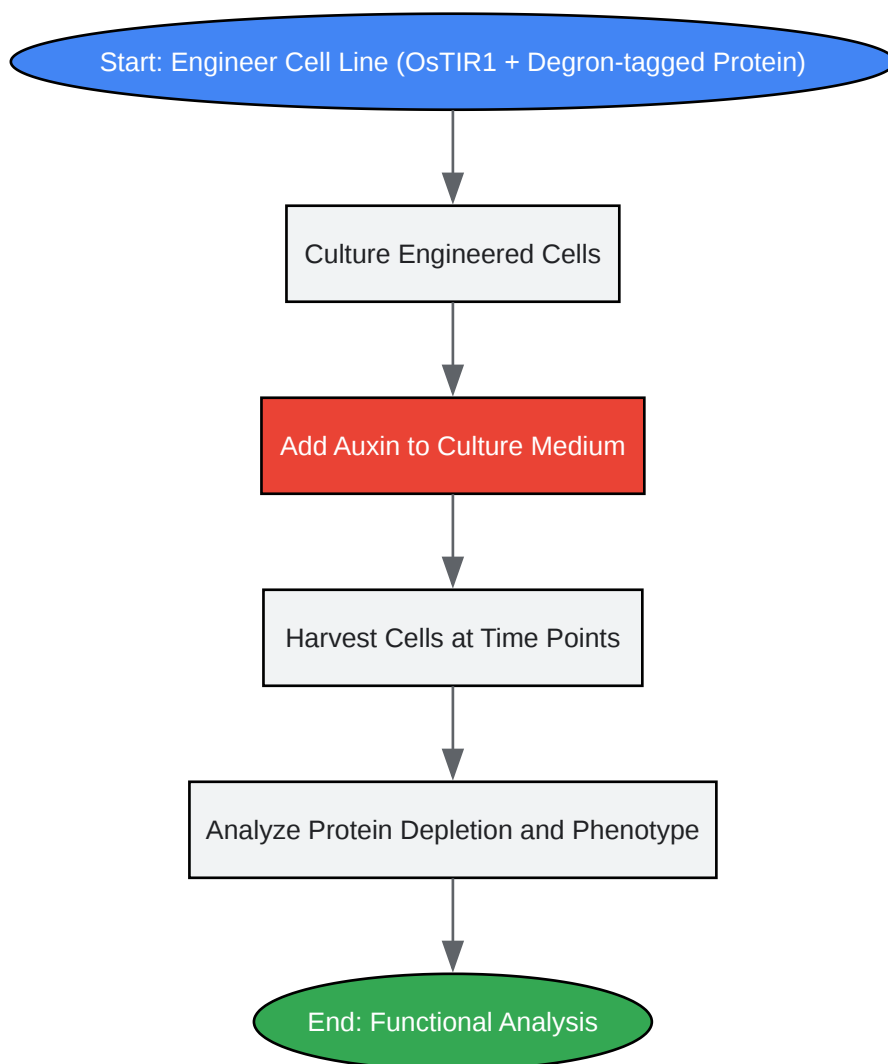 Start: Engineer Cell Line (OsTIR1 + Degron-tagged Protein)
Culture Engineered Cells
Add Auxin to Culture Medium
Harvest Cells at Time Points
Analyze Protein Depletion and Phenotype
End: Functional Analysis